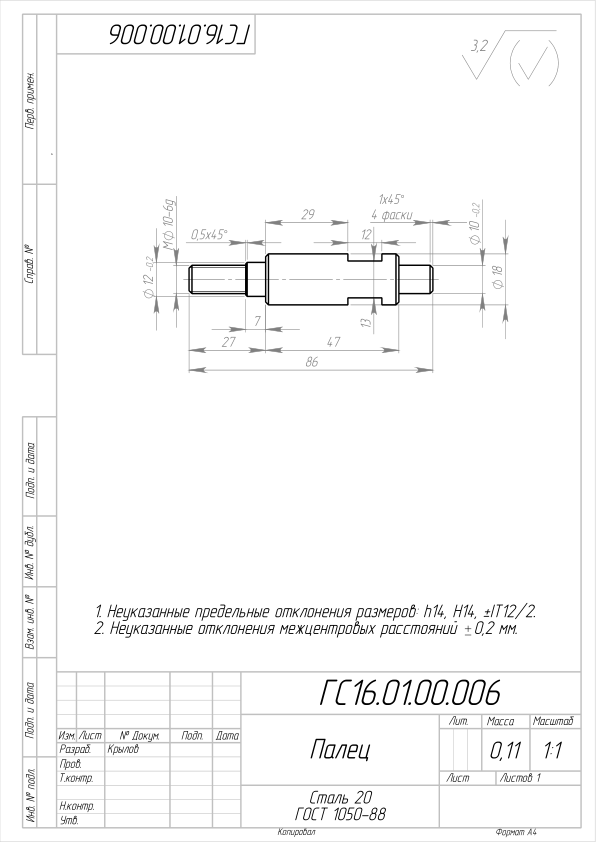 ГС16.01.00.006
3,2
Перв. примен.
Справ. №
Подп. и дата
Инв. № дубл.
Взам. инв. №
Подп. и дата
Инв. № подл.
1x45°
29
4 фаски
МФ 10-6g
0,5x45°
12
Ф 10 -0,2
Ф 12 -0,2
Ф 18
7
13
27
47
86
1. Неуказанные предельные отклонения размеров: h14, H14, ±IT12/2.
2. Неуказанные отклонения межцентровых расстояний ±0,2 мм.
ГС16.01.00.006
Изм. Лист № Докум. Подп. Дата
Разраб. Крылов
Пров.
Т.контр.
Н.контр.
Утв.
Палец
Лит. Масса Масштаб
0,11 1:1
Лист Листов 1
Сталь 20
ГОСТ 1050-88
Копировал Формат А4